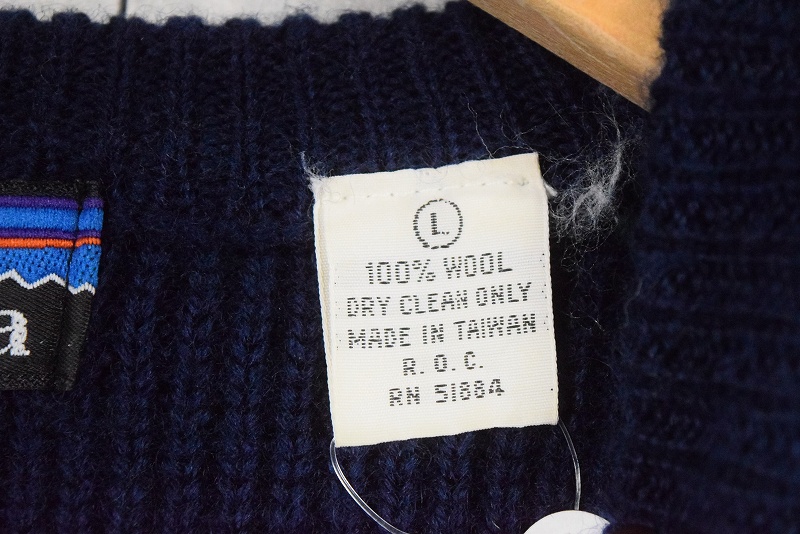 a
L
100% WOOL
DRY CLEAN ONLY
MADE IN TAIWAN
R. O. C.
RN 51884